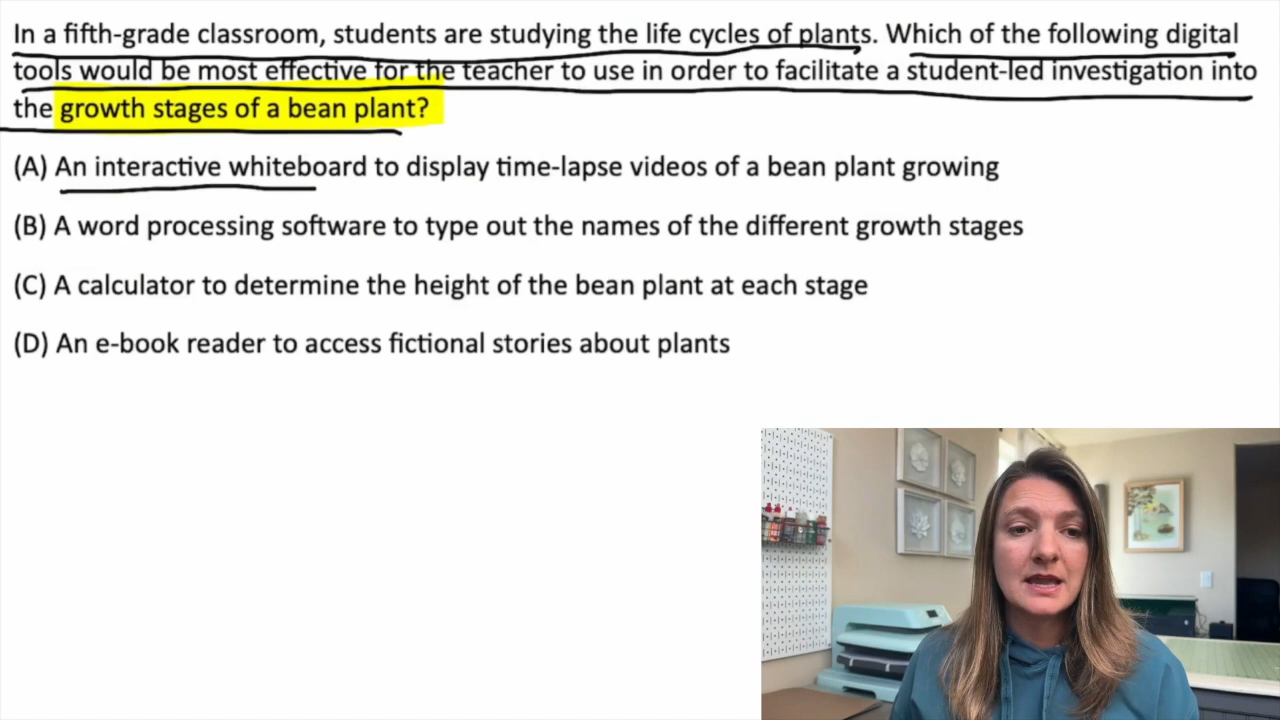 In a fifth-grade classroom, students are studying the life cycles of plants. Which of the following digital
tools would be most effective for the teacher to use in order to facilitate a student-led investigation into
the growth stages of a bean plant?
(A) An interactive whiteboard to display time-lapse videos of a bean plant growing
(B) A word processing software to type out the names of the different growth stages
(C) A calculator to determine the height of the bean plant at each stage
(D) An e-book reader to access fictional stories about plants